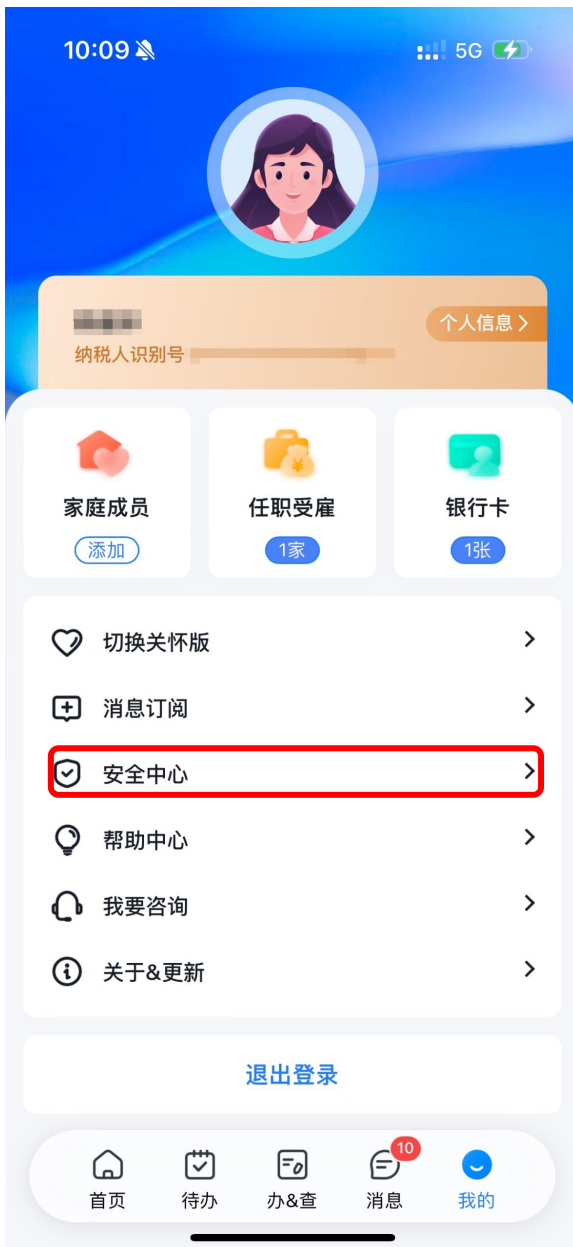 10:09 5G
个人信息
纳税人识别号
家庭成员 任职受雇 银行卡
添加 1家 1张
切换关怀版
消息订阅
安全中心
帮助中心
我要咨询
关于&更新
退出登录
10
首页 待办 办&查 消息 我的